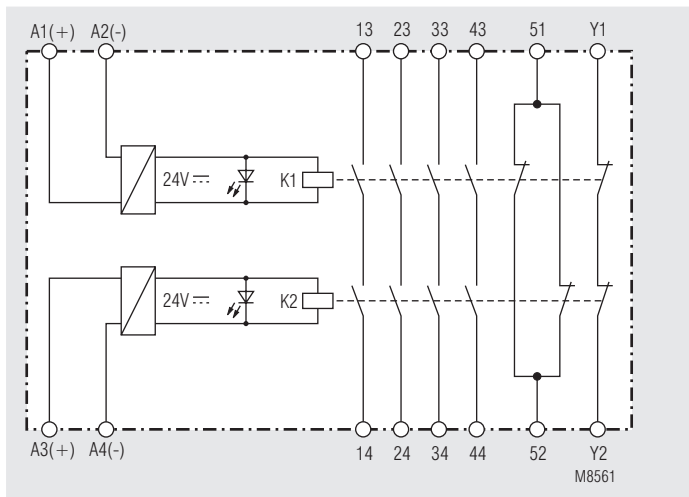 A1(+) A2(-) 13 23 33 43 51 Y1
24V K1
24V K2
A3(+) A4(-) 14 24 34 44 52 Y2
M8561